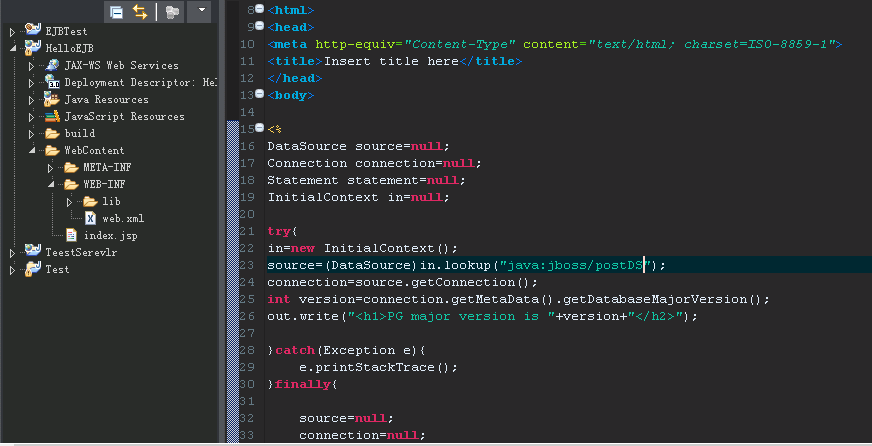 EJBTest
HelloEJB
JAX-WS Web Services
Deployment Descriptor: Hel
Java Resources
JavaScript Resources
build
WebContent
META-INF
WEB-INF
lib
web.xml
index.jsp
TeestSerevlr
Test
8 <html>
9 <head>
10 <meta http-equiv="Content-Type" content="text/html; charset=ISO-8859-1">
11 <title>Insert title here</title>
12 </head>
13 <body>
14
15 <%
16 DataSource source=null;
17 Connection connection=null;
18 Statement statement=null;
19 InitialContext in=null;
20
21 try{
22 in=new InitialContext();
23 source=(DataSource)in.lookup("java:jboss/postDS");
24 connection=source.getConnection();
25 int version=connection.getMetaData().getDatabaseMajorVersion();
26 out.write("<h1>PG major version is "+version+"</h2>");
27
28 }catch(Exception e){
29 e.printStackTrace();
30 }finally{
31
32 source=null;
33 connection=null;